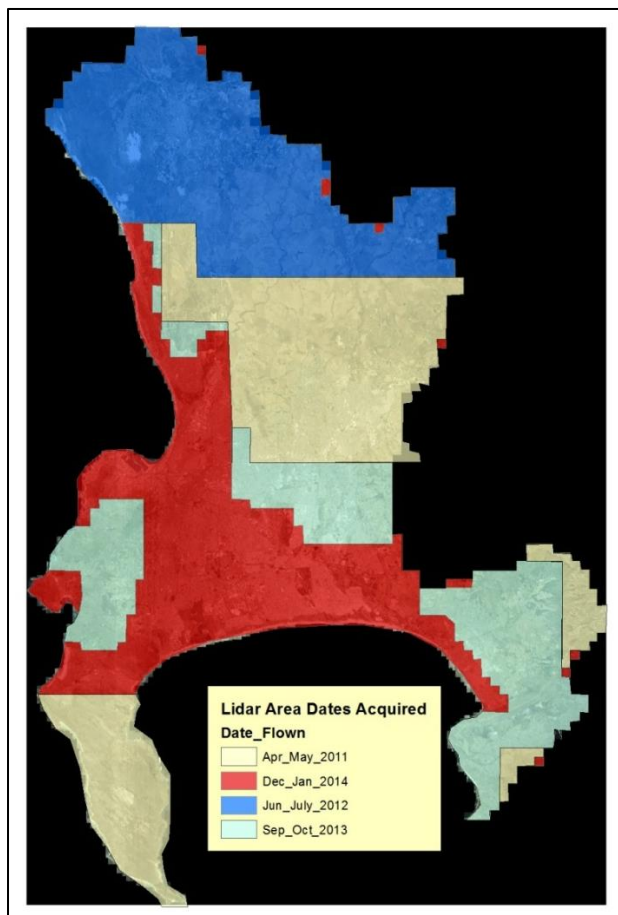 Lidar Area Dates Acquired
Date_Flown
Apr_May_2011
Dec_Jan_2014
Jun_July_2012
Sep_Oct_2013